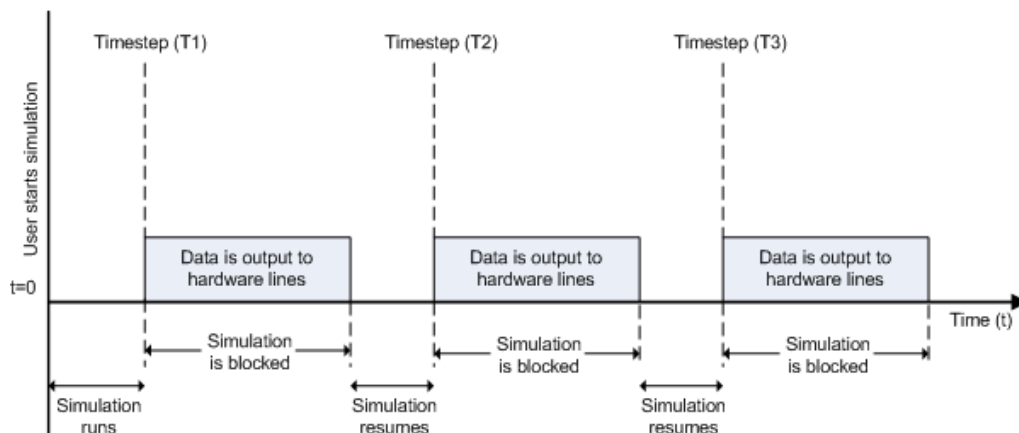 Timestep (T1)
Timestep (T2)
Timestep (T3)
User starts simulation
Data is output to
hardware lines
Data is output to
hardware lines
Data is output to
hardware lines
t=0
Time (t)
Simulation
is blocked
Simulation
is blocked
Simulation
is blocked
Simulation
runs
Simulation
resumes
Simulation
resumes